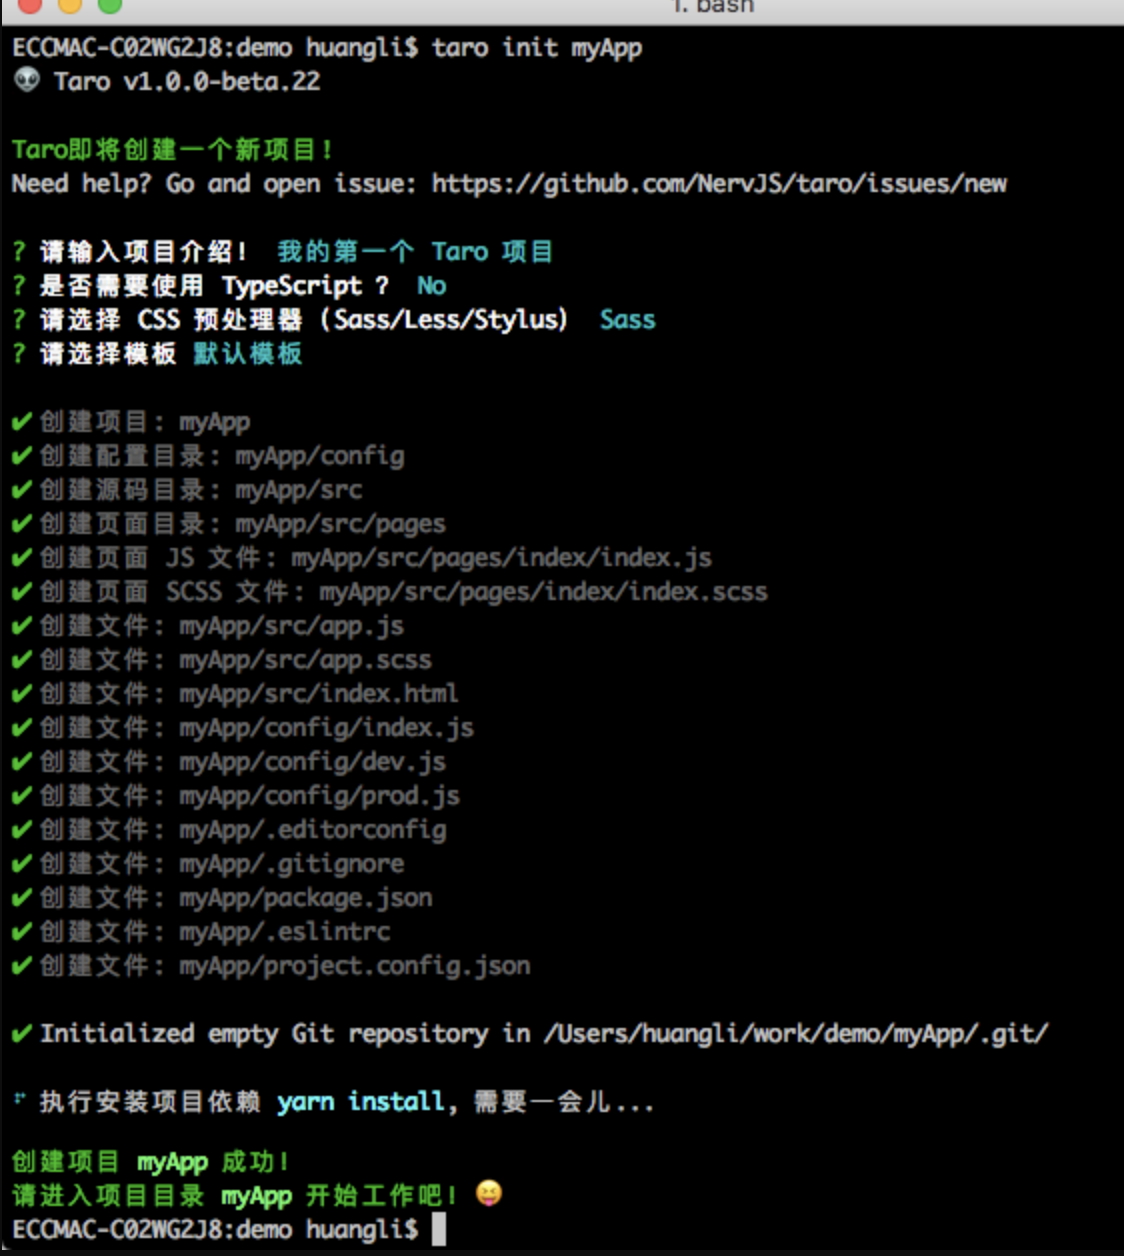 1. bash
ECCMAC-C02WG2J8:demo huangli$ taro init myApp
👽 Taro v1.0.0-beta.22
Taro即将创建一个新项目!
Need help? Go and open issue: https://github.com/NervJS/taro/issues/new
? 请输入项目介绍! 我的第一个 Taro 项目
? 是否需要使用 TypeScript ? No
? 请选择 CSS 预处理器 (Sass/Less/Stylus) Sass
? 请选择模板 默认模板
✔ 创建项目: myApp
✔ 创建配置目录: myApp/config
✔ 创建源码目录: myApp/src
✔ 创建页面目录: myApp/src/pages
✔ 创建页面 JS 文件: myApp/src/pages/index/index.js
✔ 创建页面 SCSS 文件: myApp/src/pages/index/index.scss
✔ 创建文件: myApp/src/app.js
✔ 创建文件: myApp/src/app.scss
✔ 创建文件: myApp/src/index.html
✔ 创建文件: myApp/config/index.js
✔ 创建文件: myApp/config/dev.js
✔ 创建文件: myApp/config/prod.js
✔ 创建文件: myApp/.editorconfig
✔ 创建文件: myApp/.gitignore
✔ 创建文件: myApp/package.json
✔ 创建文件: myApp/.eslintrc
✔ 创建文件: myApp/project.config.json
✔ Initialized empty Git repository in /Users/huangli/work/demo/myApp/.git/
执行安装项目依赖 yarn install, 需要一会儿...
创建项目 myApp 成功!
请进入项目目录 myApp 开始工作吧! 😝
ECCMAC-C02WG2J8:demo huangli$